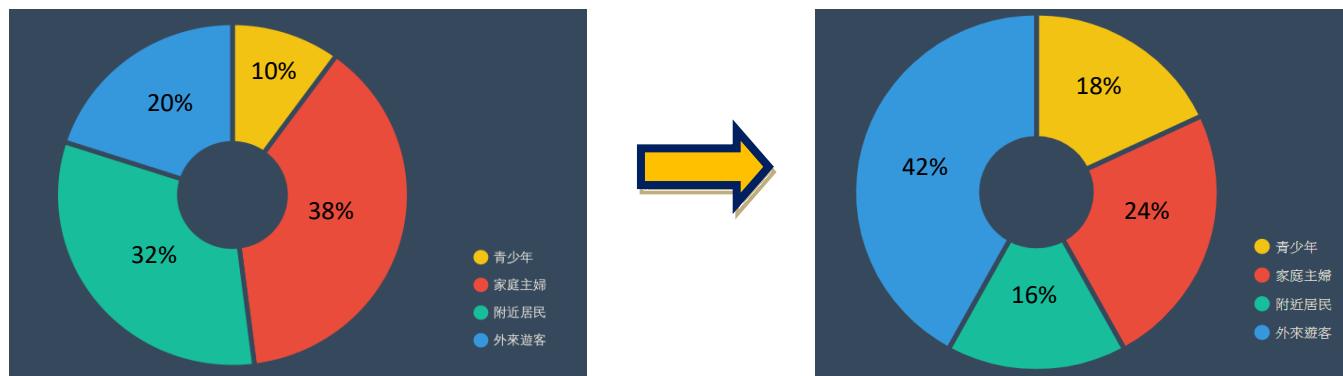 10%
20%
38%
32%
青少年
家庭主婦
附近居民
外來遊客
18%
42%
24%
16%
青少年
家庭主婦
附近居民
外來遊客